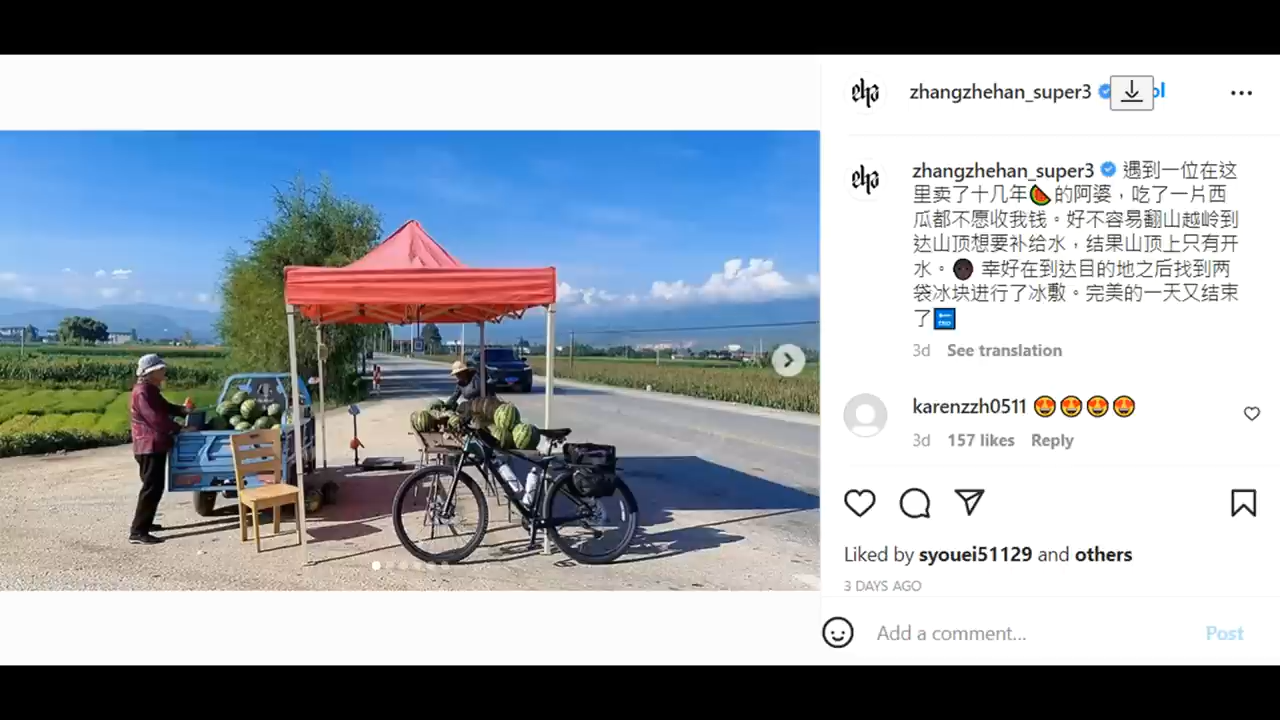 zhangzhehan_super3
zhangzhehan_super3 遇到一位在这
里卖了十几年🍉的阿婆，吃了一片西
瓜都不愿收我钱。好不容易翻山越岭到
达山顶想要补给水，结果山顶上只有开
水。🌚 幸好在到达目的地之后找到两
袋冰块进行了冰敷。完美的一天又结束
了🔚
3d See translation
karenzzh0511 😍😍😍😍
3d 157 likes Reply
Liked by syouei51129 and others
3 DAYS AGO
Add a comment...
Post